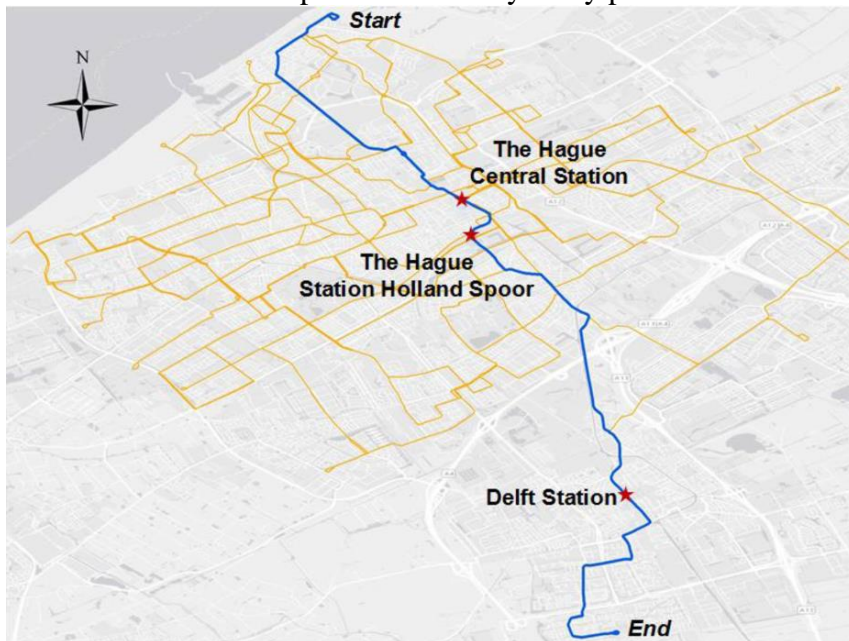 Start
N
The Hague
Central Station
The Hague
Station Holland Spoor
Delft Station
End